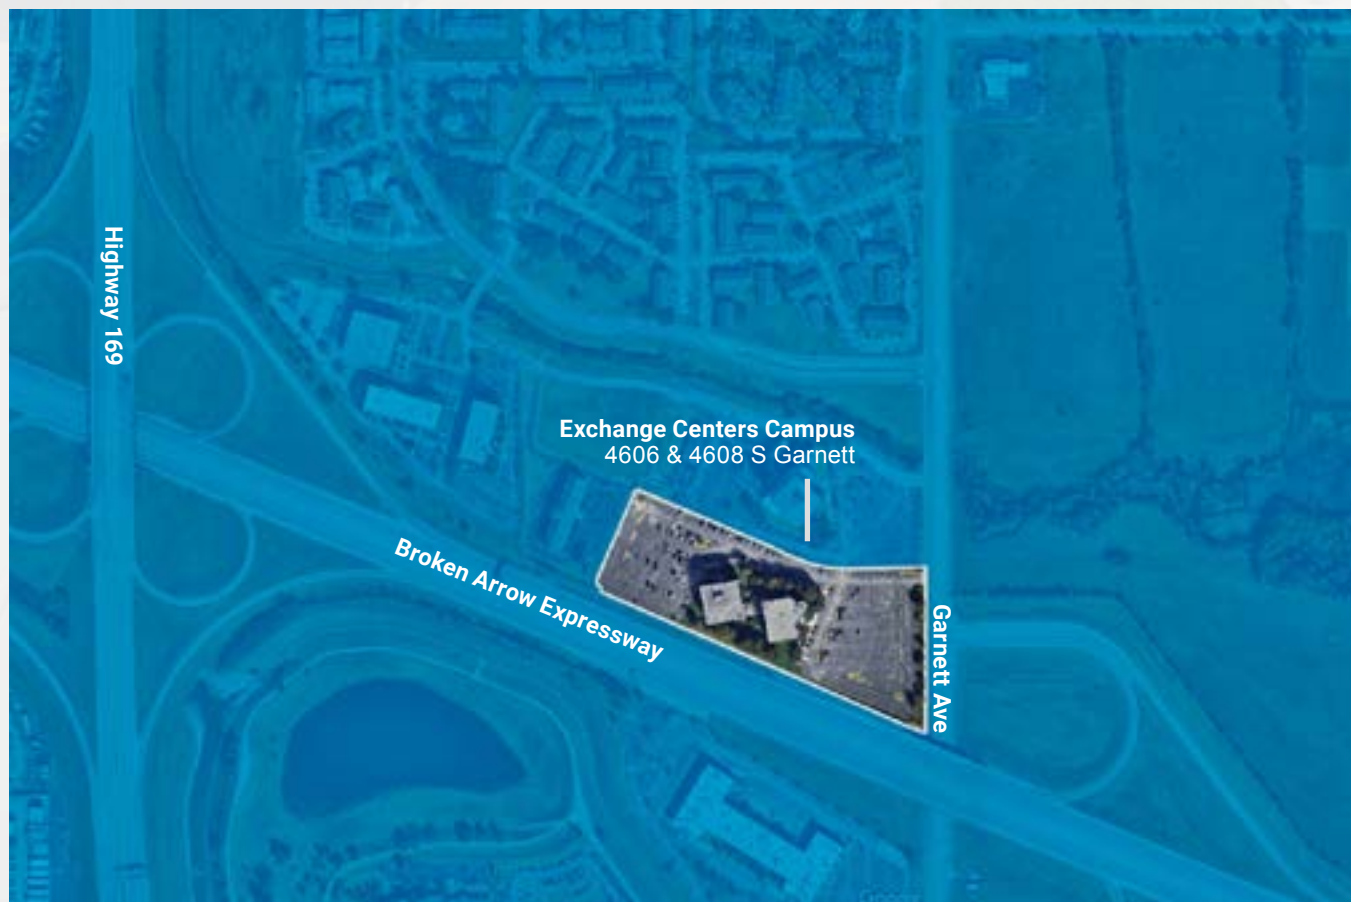 Highway 169
Exchange Centers Campus
4606 & 4608 S Garnett
Broken Arrow Expressway
Garnett Ave